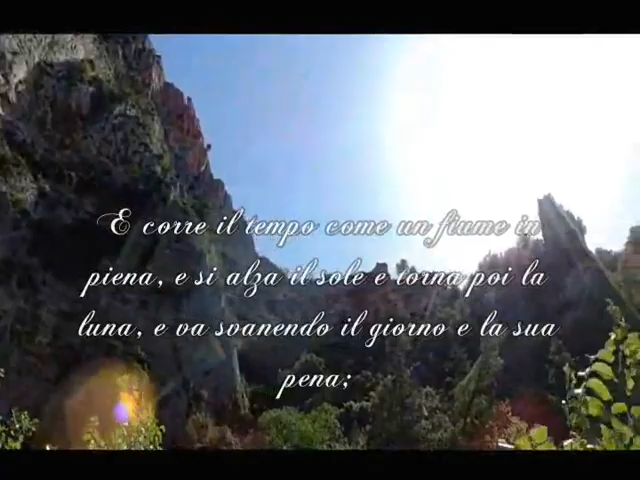 E corre il tempo come un fiume in
piena, e si alza il sole e torna poi la
luna, e va svanendo il giorno e la sua
pena;